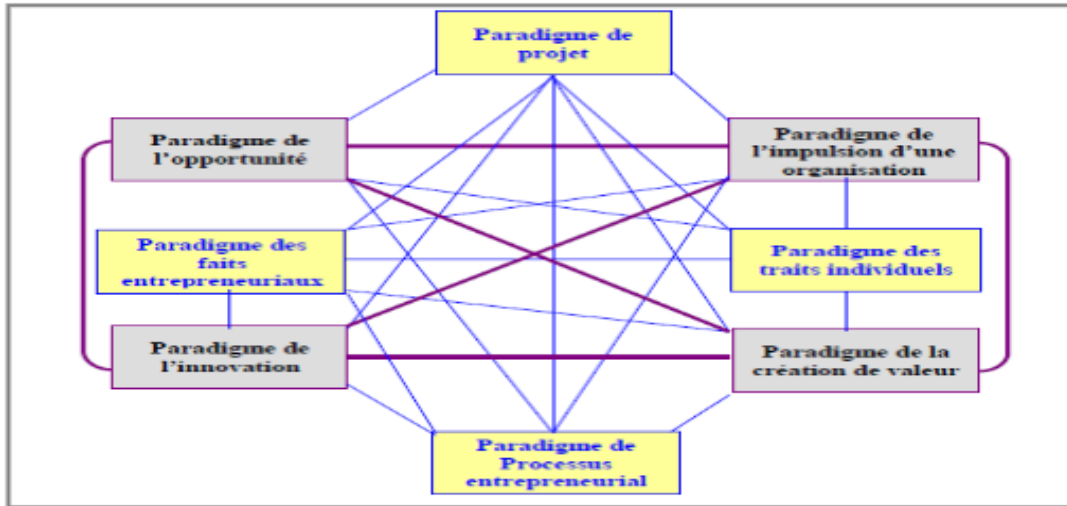 Paradigme de
projet
Paradigme de
l'opportunité
Paradigme de
l'impulsion d'une
organisation
Paradigme des
faits
entrepreneuriaux
Paradigme des
traits individuels
Paradigme de
l'innovation
Paradigme de la
création de valeur
Paradigme de
Processus
entrepreneurial